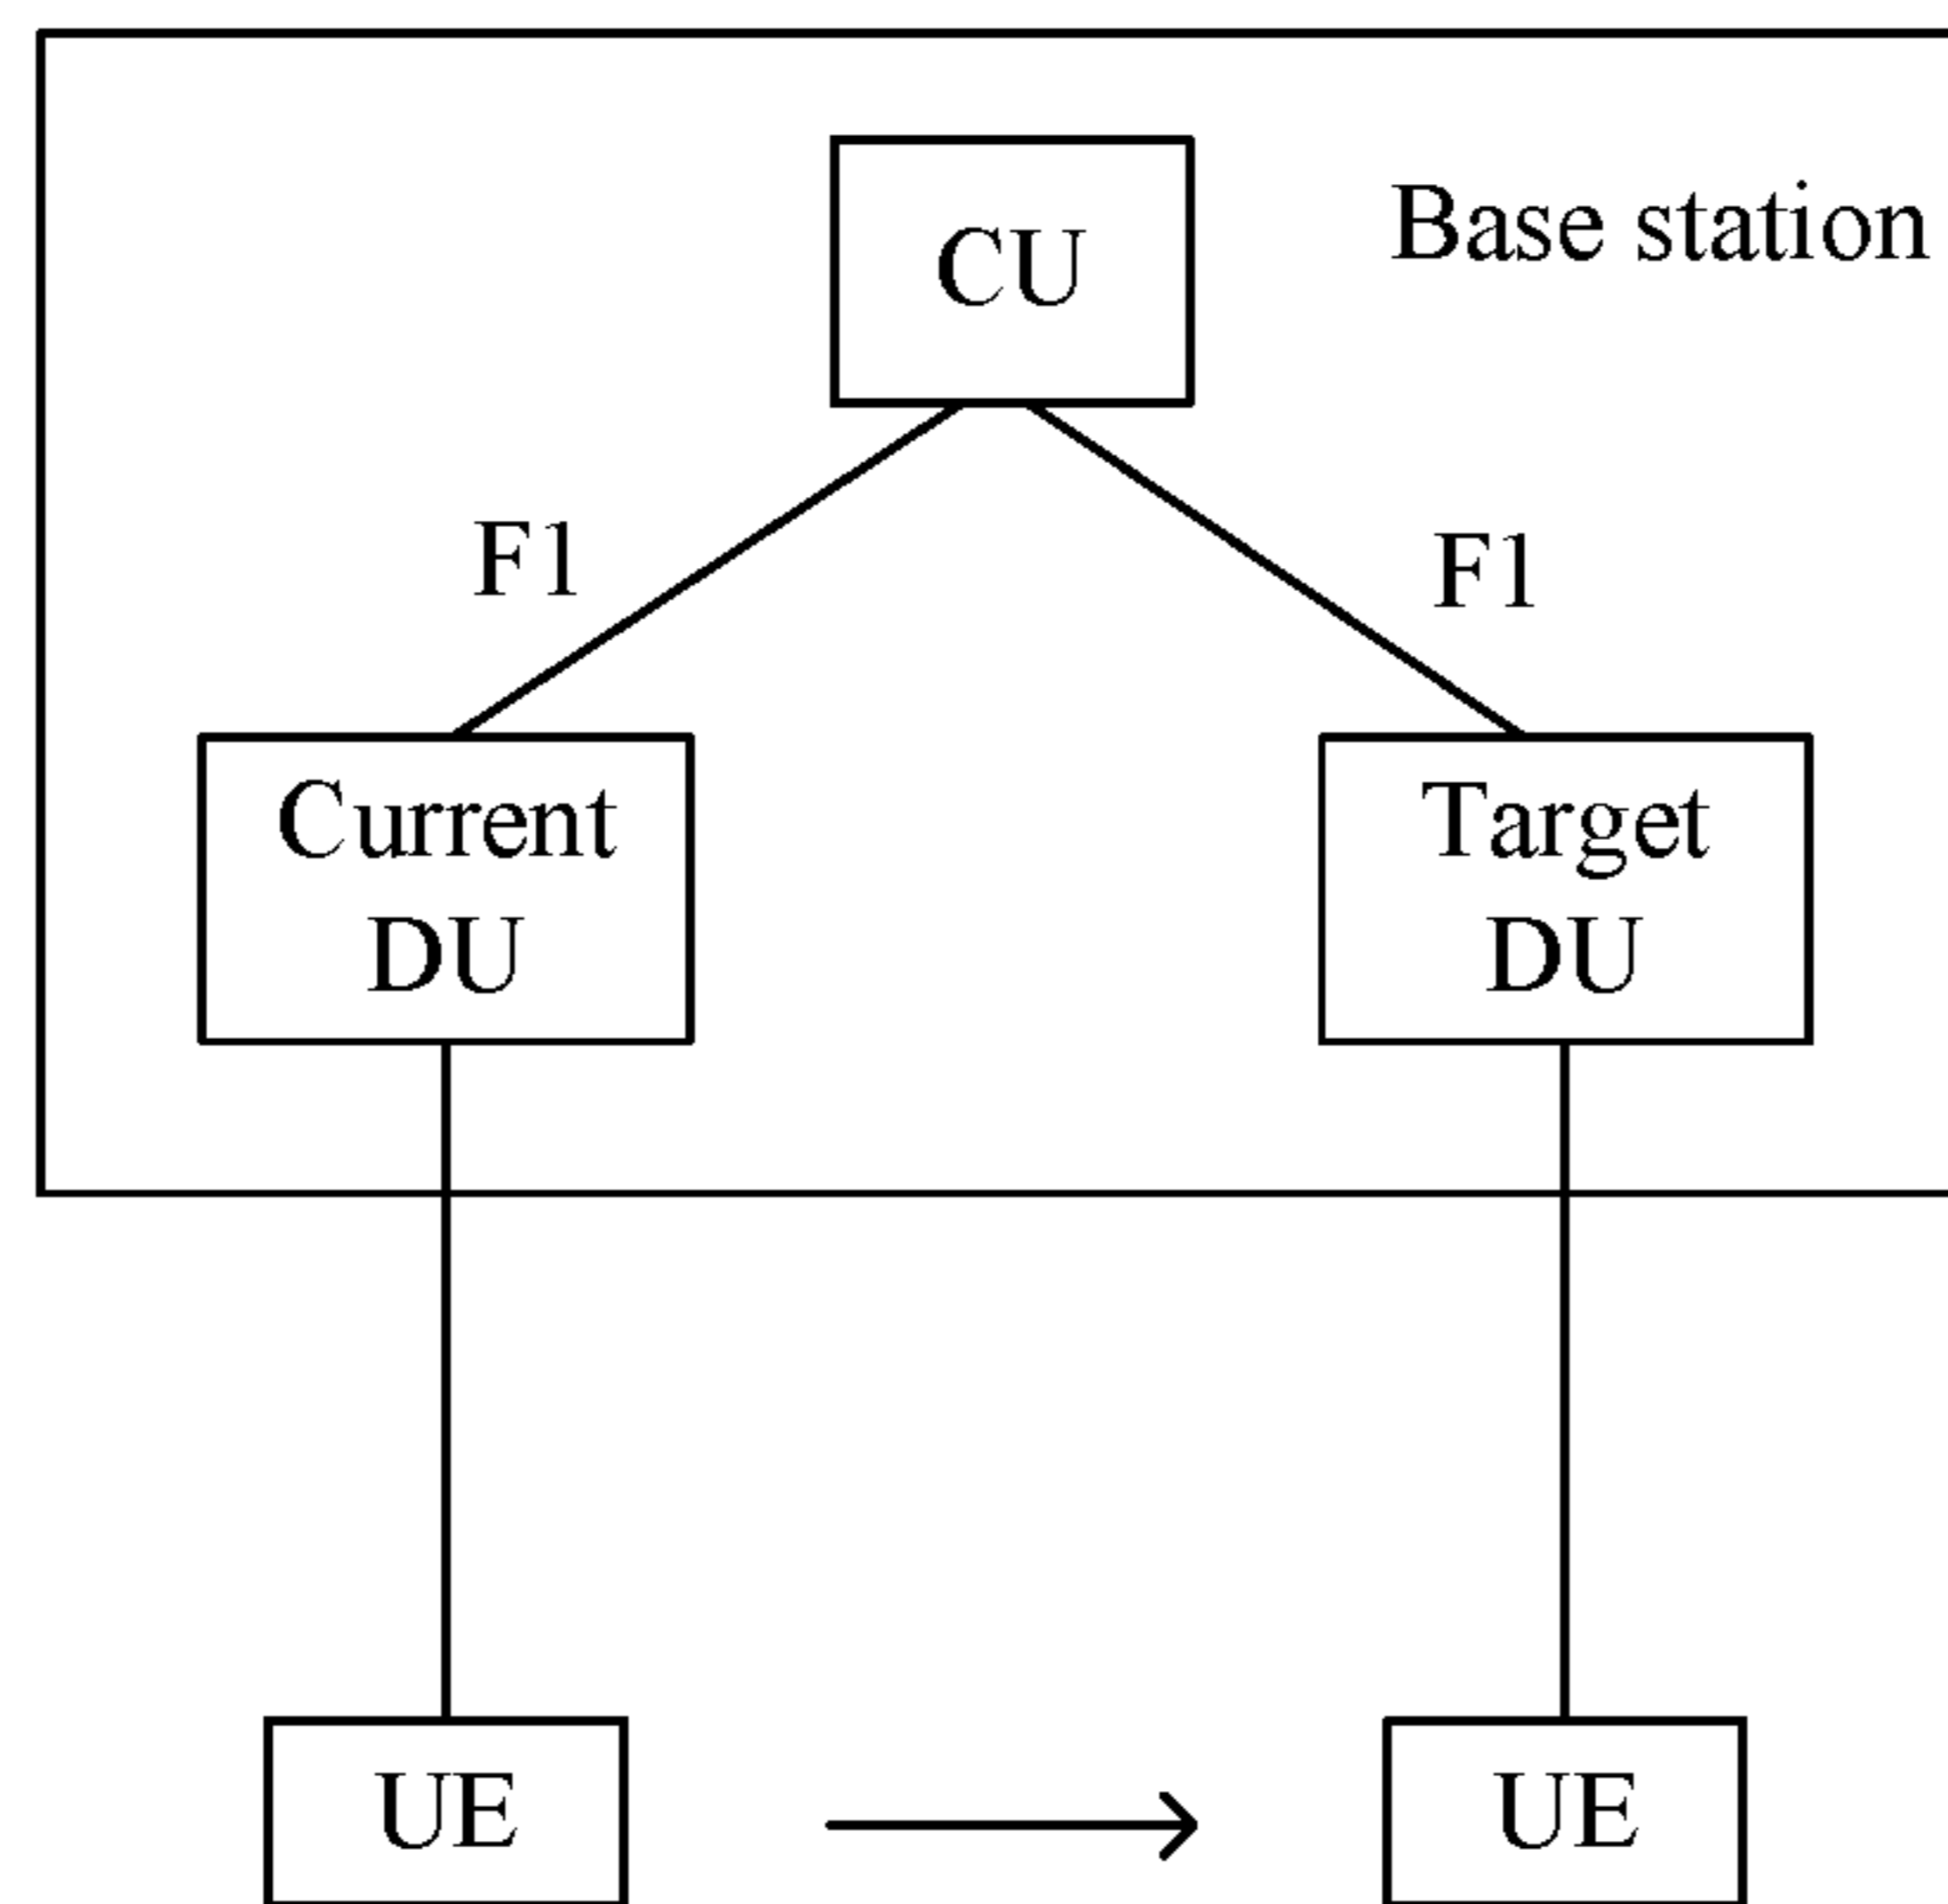 CU
Base station
F1
F1
Current
DU
Target
DU
UE
UE